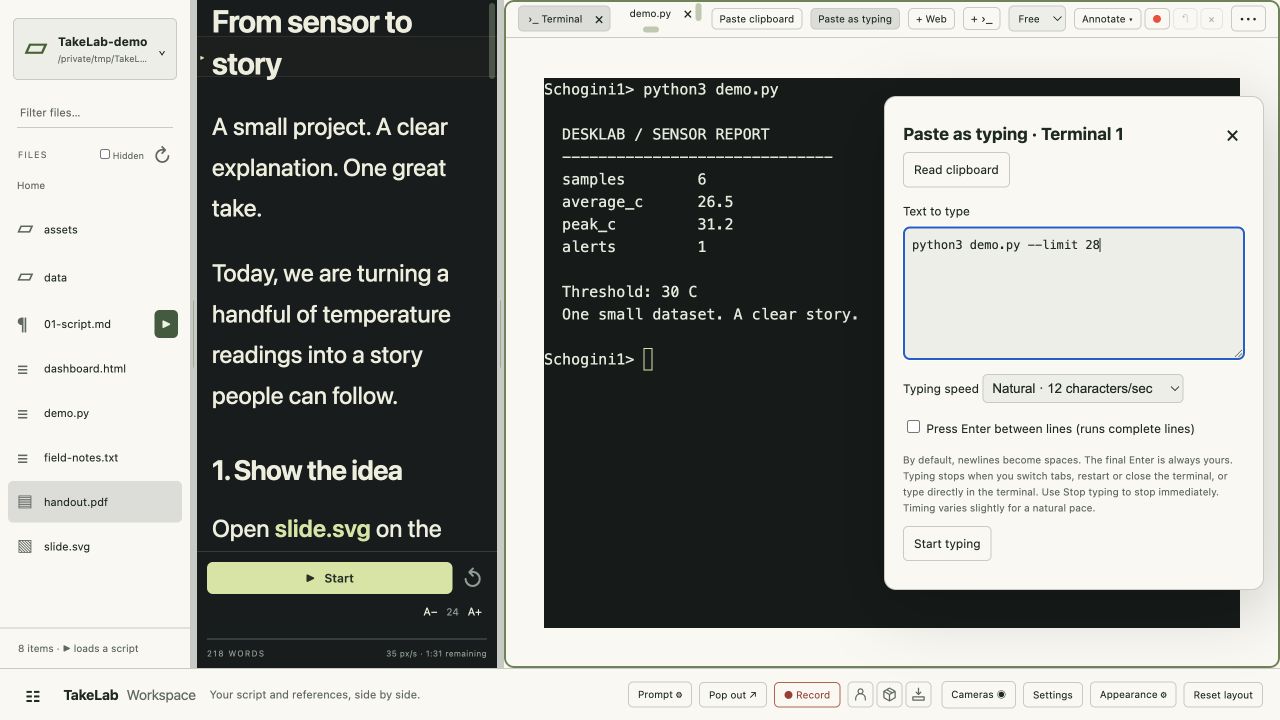 TakeLab-demo
/private/tmp/TakeL...
Filter files...
FILES
Hidden
Home
assets
data
01-script.md
dashboard.html
demo.py
field-notes.txt
handout.pdf
slide.svg
8 items · ▶ loads a script
From sensor to
story
A small project. A clear
explanation. One great
take.
Today, we are turning a
handful of temperature
readings into a story
people can follow.
1. Show the idea
Open slide.svg on the
▶ Start
A− 24 A+
218 WORDS
35 px/s · 1:31 remaining
>_ Terminal ×
demo.py ×
Paste clipboard
Paste as typing
+ Web
+ >_
Free
Annotate ▾
Schogini1> python3 demo.py
DESKLAB / SENSOR REPORT
------------------------------
samples 6
average_c 26.5
peak_c 31.2
alerts 1
Threshold: 30 C
One small dataset. A clear story.
Schogini1>
Paste as typing · Terminal 1
Read clipboard
Text to type
python3 demo.py --limit 28
Typing speed Natural · 12 characters/sec
Press Enter between lines (runs complete lines)
By default, newlines become spaces. The final Enter is always yours.
Typing stops when you switch tabs, restart or close the terminal, or
type directly in the terminal. Use Stop typing to stop immediately.
Timing varies slightly for a natural pace.
Start typing
TakeLab Workspace Your script and references, side by side.
Prompt ⚙
Pop out ↗
Record
Cameras ◉
Settings
Appearance ⚙
Reset layout